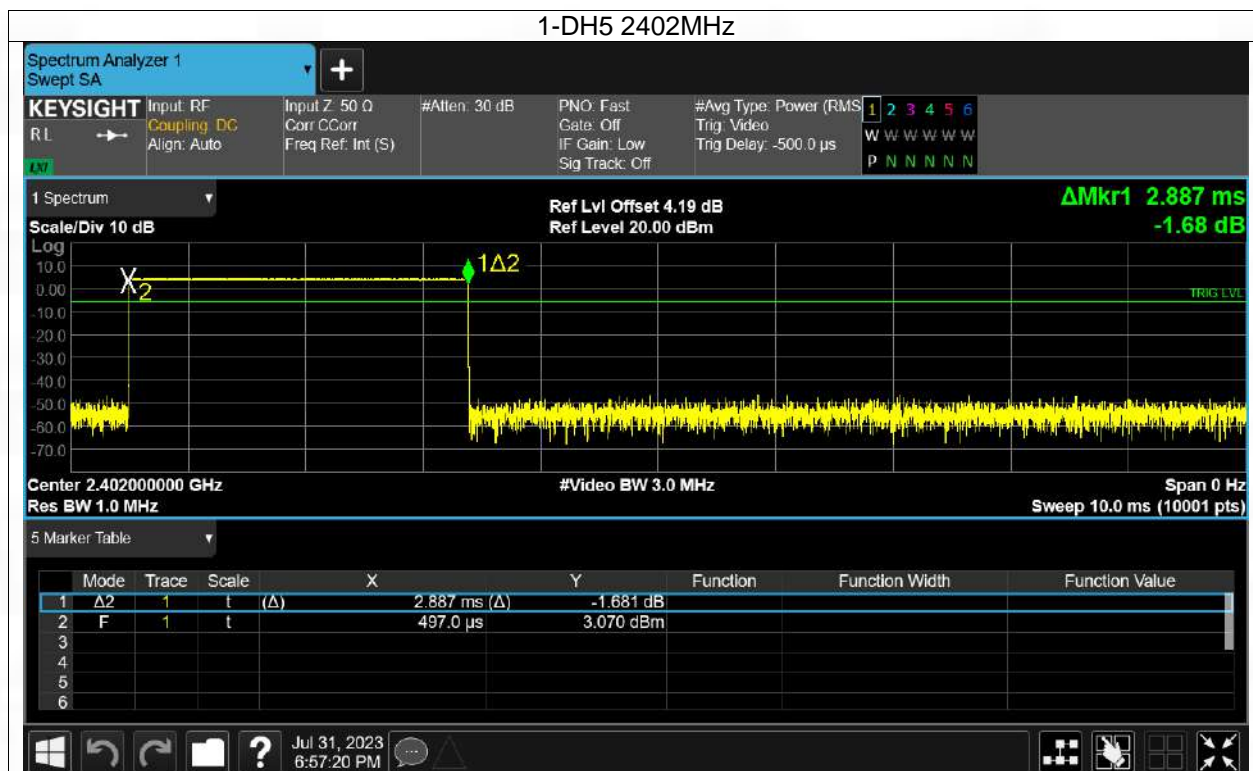 1-DH5 2402MHz
Spectrum Analyzer 1
Swept SA
KEYSIGHT
R L
LXI
Input: RF
Coupling: DC
Align: Auto
Input Z: 50 Ω
Corr CCorr
Freq Ref: Int (S)
#Atten: 30 dB
PNO: Fast
Gate: Off
IF Gain: Low
Sig Track: Off
#Avg Type: Power (RMS
Trig: Video
Trig Delay: -500.0 µs
1 2 3 4 5 6
W W W W W W
P N N N N N
1 Spectrum
Scale/Div 10 dB
Ref Lvl Offset 4.19 dB
Ref Level 20.00 dBm
ΔMkr1 2.887 ms
-1.68 dB
Log
10.0
0.00
-10.0
-20.0
-30.0
-40.0
-50.0
-60.0
-70.0
1Δ2
2
TRIG LVL
Center 2.402000000 GHz
#Video BW 3.0 MHz
Span 0 Hz
Res BW 1.0 MHz
Sweep 10.0 ms (10001 pts)
5 Marker Table
Mode Trace Scale X Y Function Function Width Function Value
1 Δ2 1 t (Δ) 2.887 ms (Δ) -1.681 dB
2 F 1 t 497.0 µs 3.070 dBm
3
4
5
6
?
Jul 31, 2023
6:57:20 PM